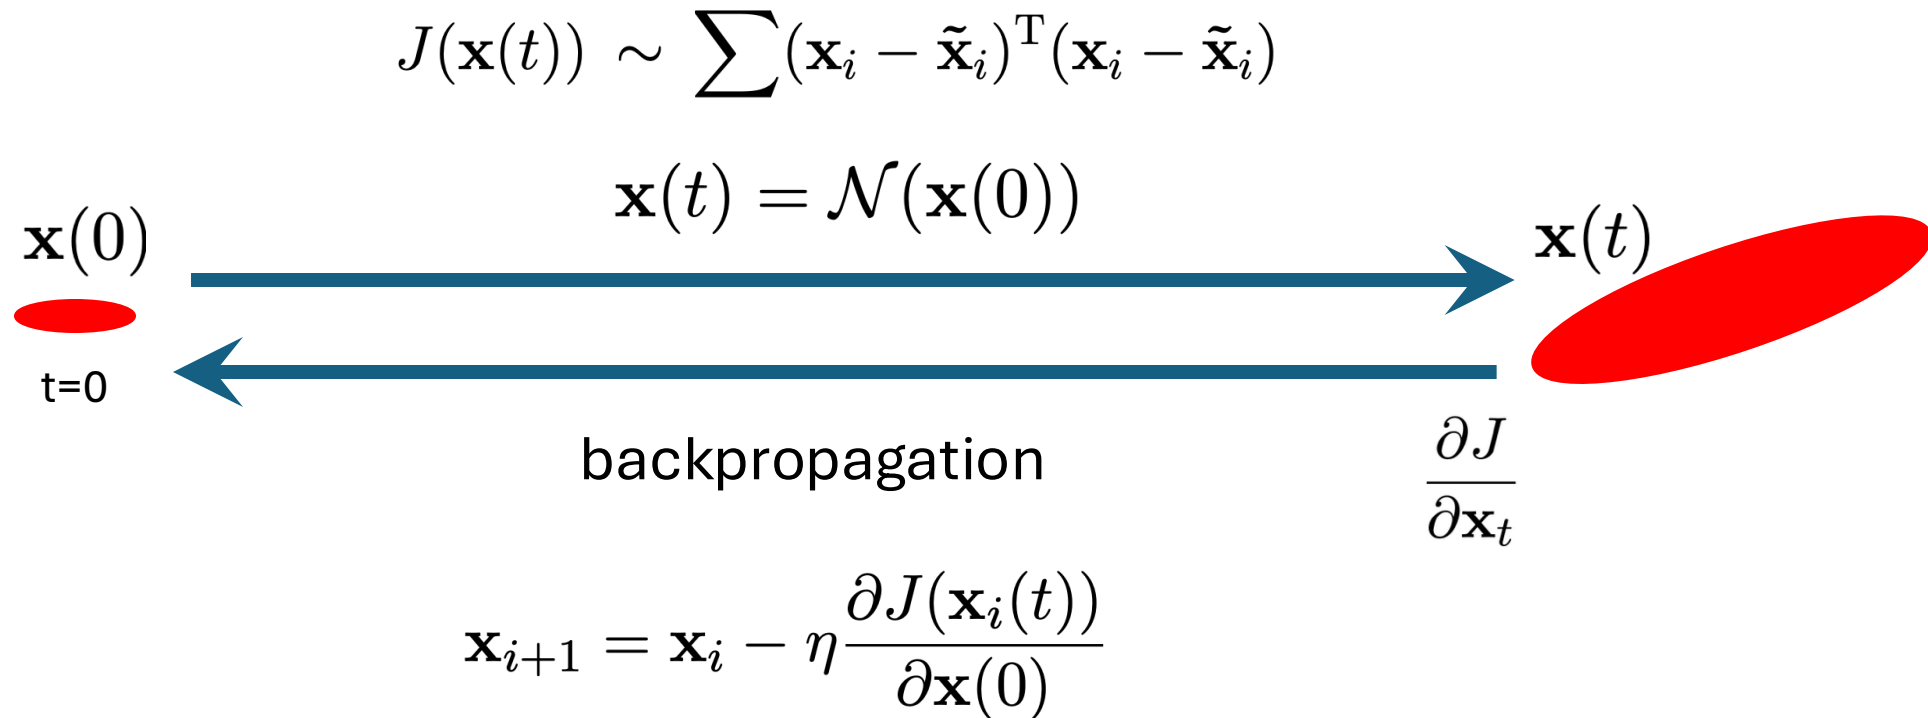 J(𝐱(t)) ∼ ∑(𝐱ᵢ − 𝐱̃ᵢ)ᵀ(𝐱ᵢ − 𝐱̃ᵢ)
𝐱(t) = 𝒩(𝐱(0))
𝐱(0)
𝐱(t)
t=0
backpropagation
∂J/∂𝐱ₜ
𝐱ᵢ₊₁ = 𝐱ᵢ − η ∂J(𝐱ᵢ(t))/∂𝐱(0)